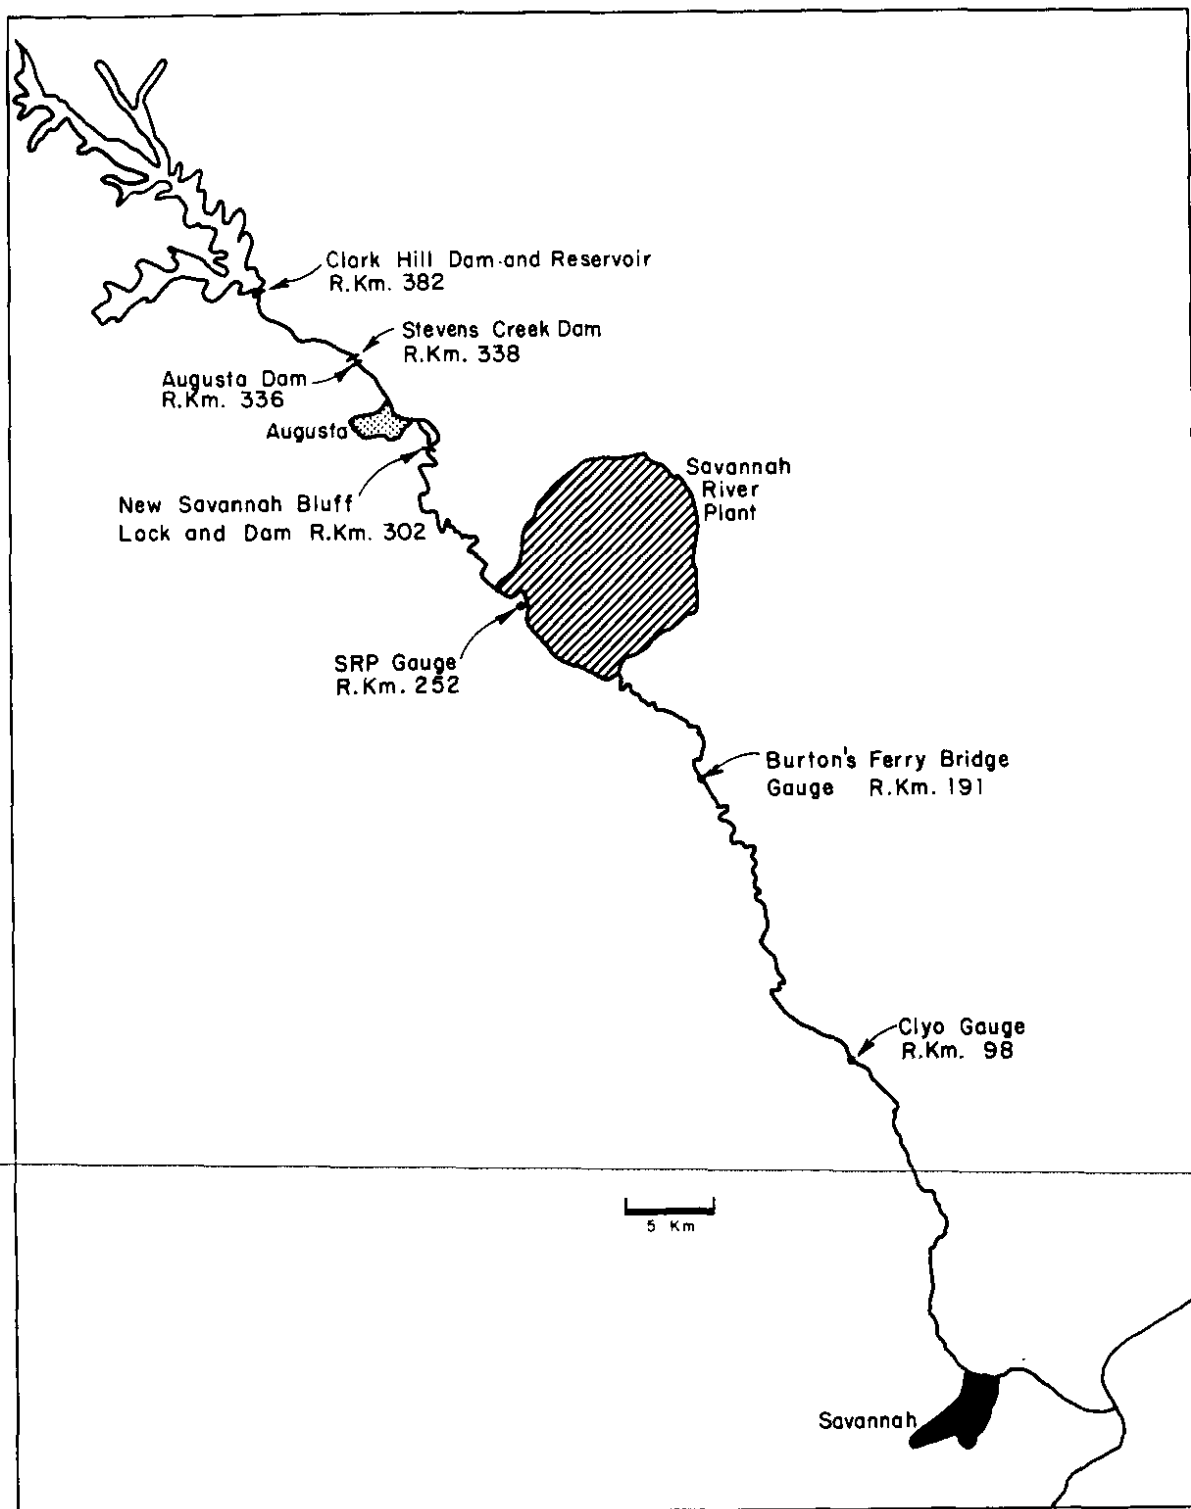 Clark Hill Dam and Reservoir
R.Km. 382
Stevens Creek Dam
R.Km. 338
Augusta Dam
R.Km. 336
Augusta
Savannah
River
Plant
New Savannah Bluff
Lock and Dam R.Km. 302
SRP Gauge
R.Km. 252
Burton's Ferry Bridge
Gauge R.Km. 191
Clyo Gauge
R.Km. 98
5 Km
Savannah